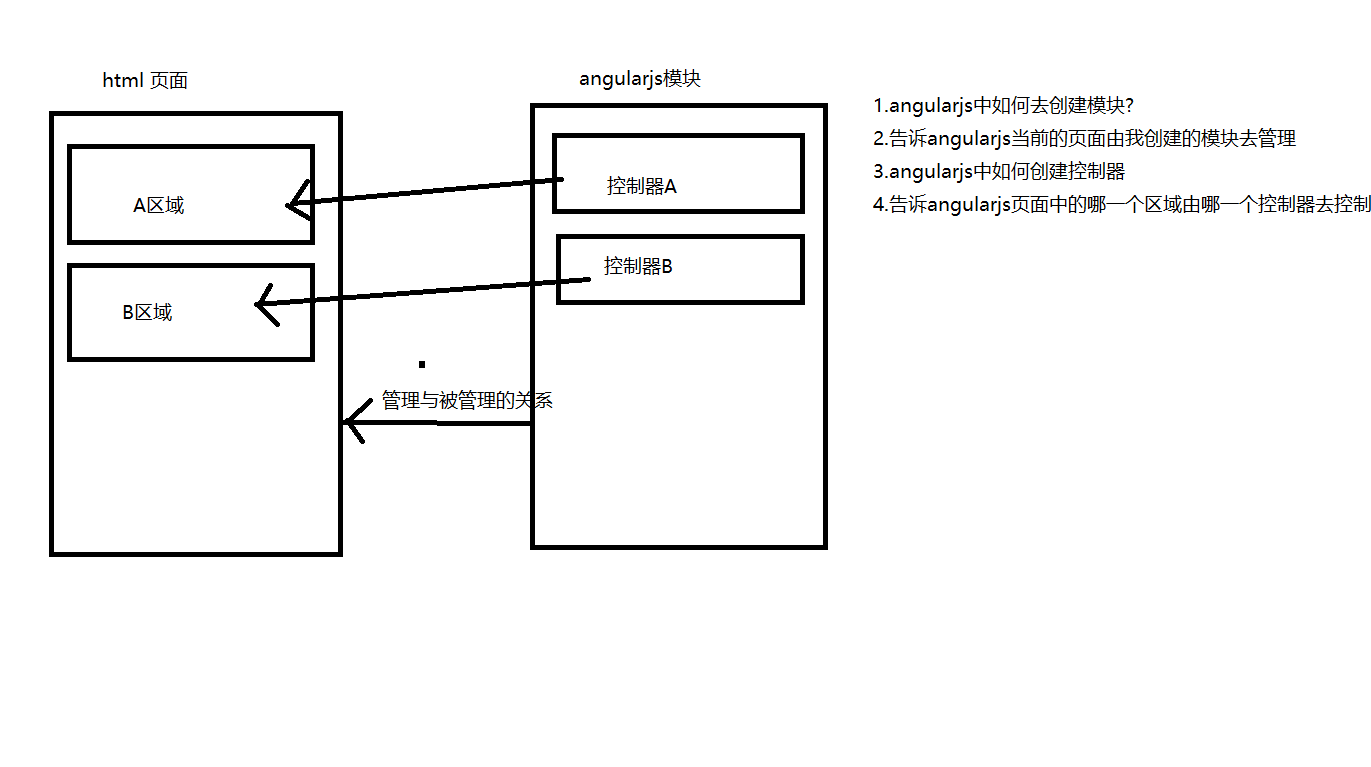 html 页面
angularjs模块
A区域
B区域
控制器A
控制器B
管理与被管理的关系
1.angularjs中如何去创建模块?
2.告诉angularjs当前的页面由我创建的模块去管理
3.angularjs中如何创建控制器
4.告诉angularjs页面中的哪一个区域由哪一个控制器去控制